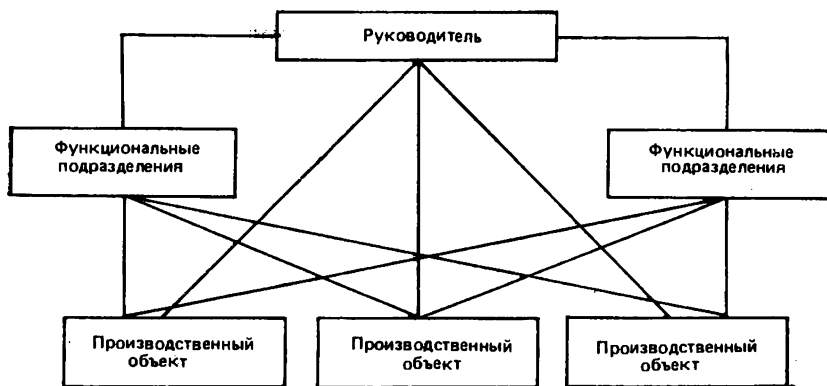 Руководитель
Функциональные
подразделения
Функциональные
подразделения
Производственный
объект
Производственный
объект
Производственный
объект